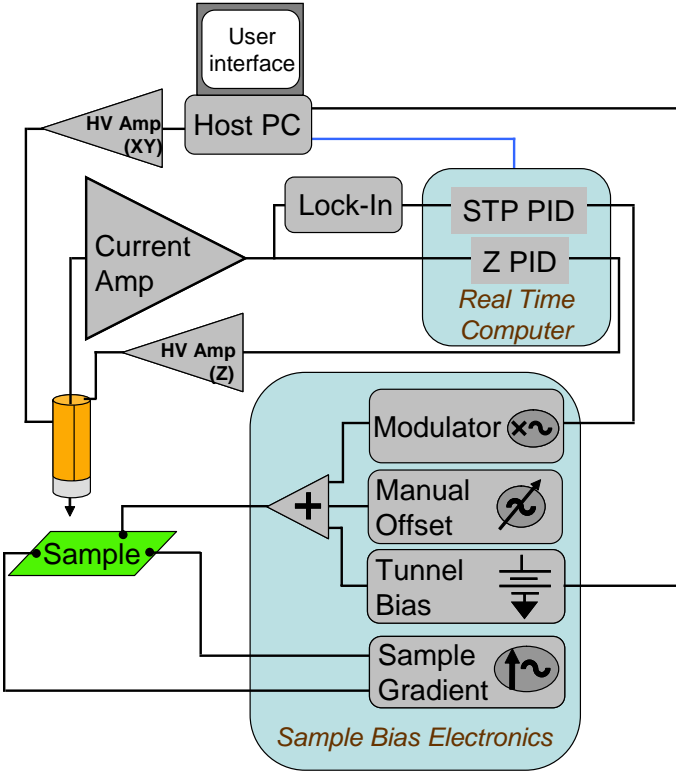 User
interface
HV Amp
(XY)
Host PC
Lock-In
STP PID
Current
Amp
Z PID
Real Time
Computer
HV Amp
(Z)
Modulator
Manual
Offset
Sample
Tunnel
Bias
Sample
Gradient
Sample Bias Electronics